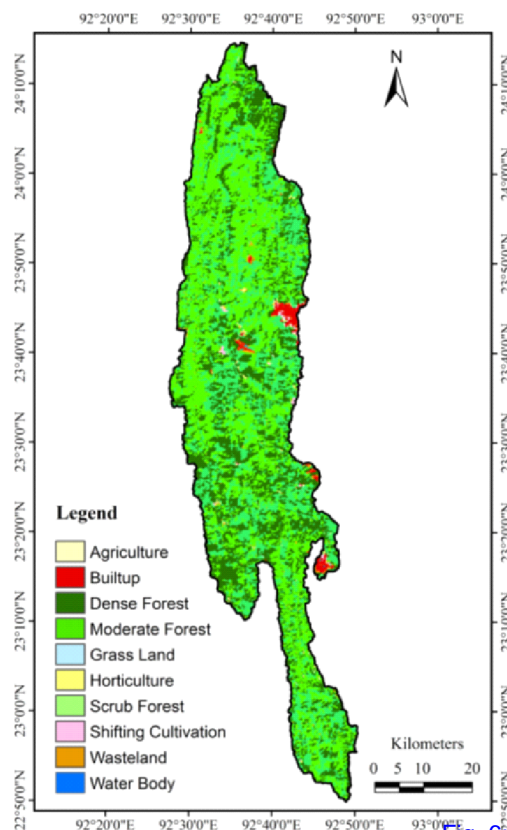 92°20'0"E 92°30'0"E 92°40'0"E 92°50'0"E 93°00'0"E
N
24°10'0"N 24°10'0"N
24°0'0"N 24°0'0"N
23°50'0"N 23°50'0"N
23°40'0"N 23°40'0"N
23°30'0"N 23°30'0"N
23°20'0"N 23°20'0"N
23°10'0"N 23°10'0"N
23°0'0"N 23°0'0"N
22°50'0"N 22°50'0"N
Legend
Agriculture
Builtup
Dense Forest
Moderate Forest
Grass Land
Horticulture
Scrub Forest
Shifting Cultivation
Wasteland
Water Body
Kilometers
0 5 10 20
92°20'0"E 92°30'0"E 92°40'0"E 92°50'0"E 93°0'0"E